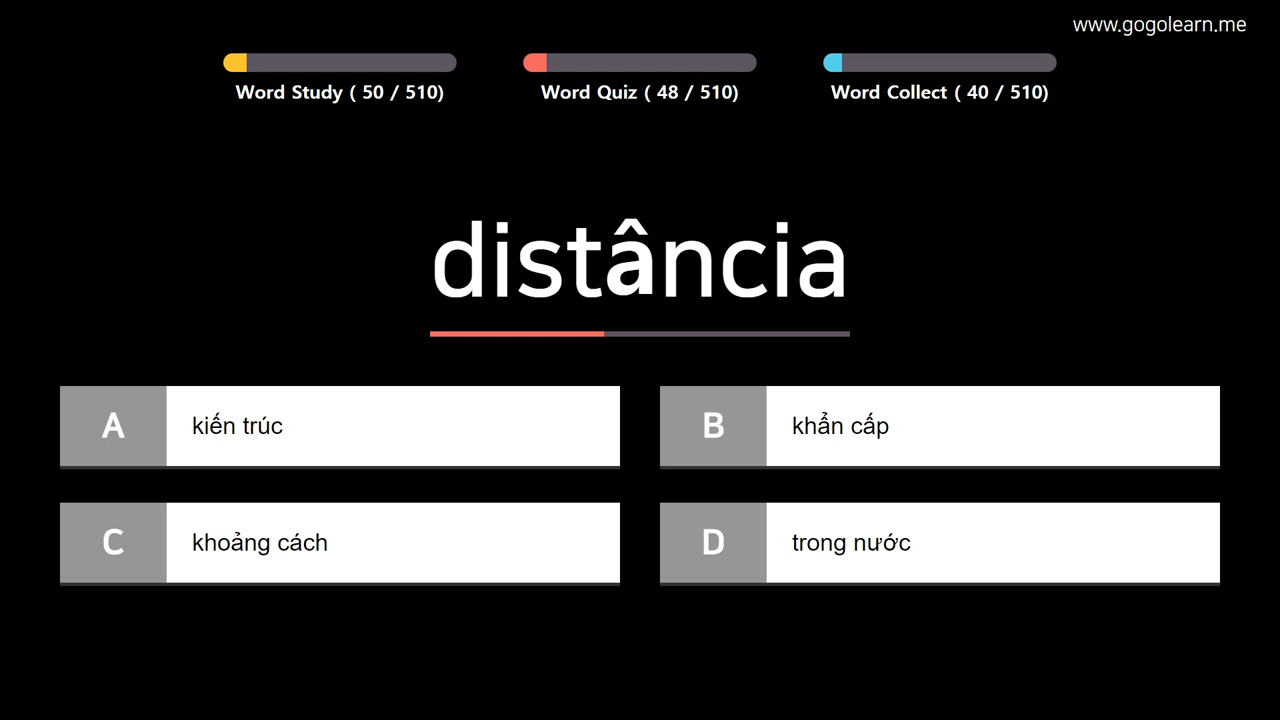 www.gogolearn.me
Word Study ( 50 / 510)
Word Quiz ( 48 / 510)
Word Collect ( 40 / 510)
distância
A kiến trúc
B khẩn cấp
C khoảng cách
D trong nước